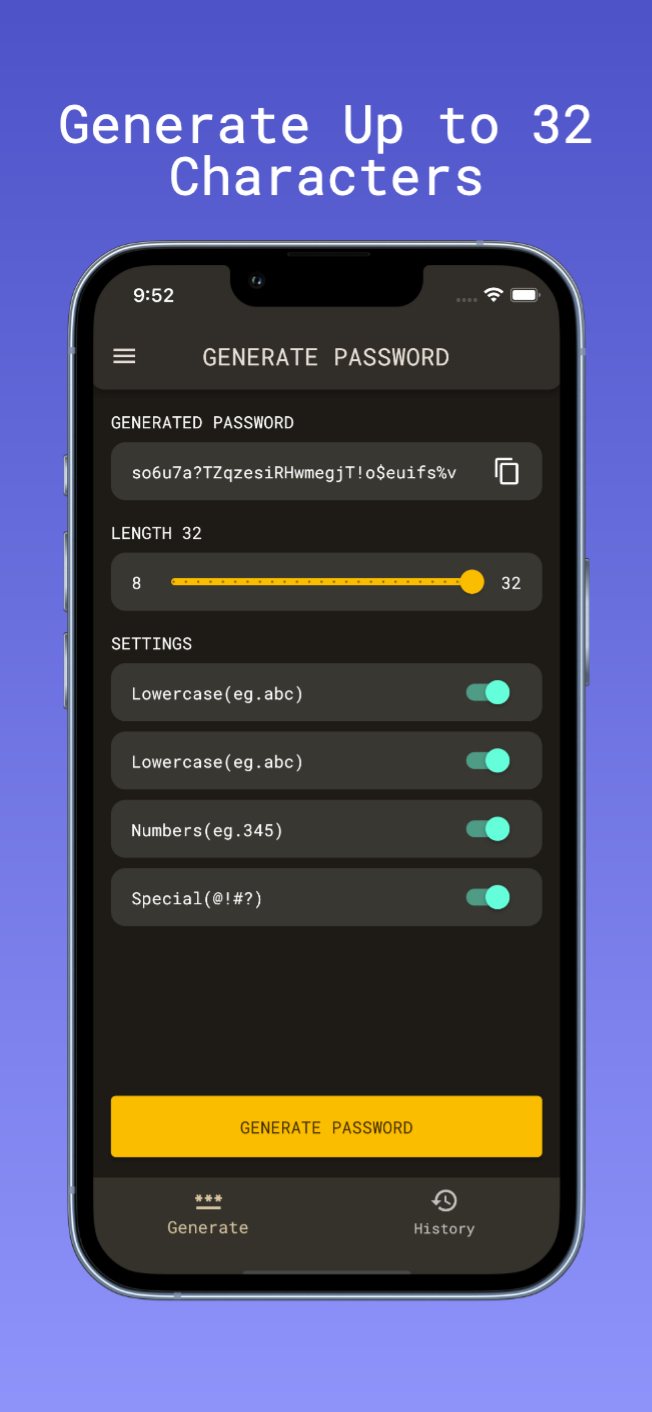 Generate Up to 32
Characters
9:52
GENERATE PASSWORD
GENERATED PASSWORD
so6u7a?TZqzesiRHwmegjT!o$euifs%v
LENGTH 32
8 32
SETTINGS
Lowercase(eg.abc)
Lowercase(eg.abc)
Numbers(eg.345)
Special(@!#?)
GENERATE PASSWORD
Generate History